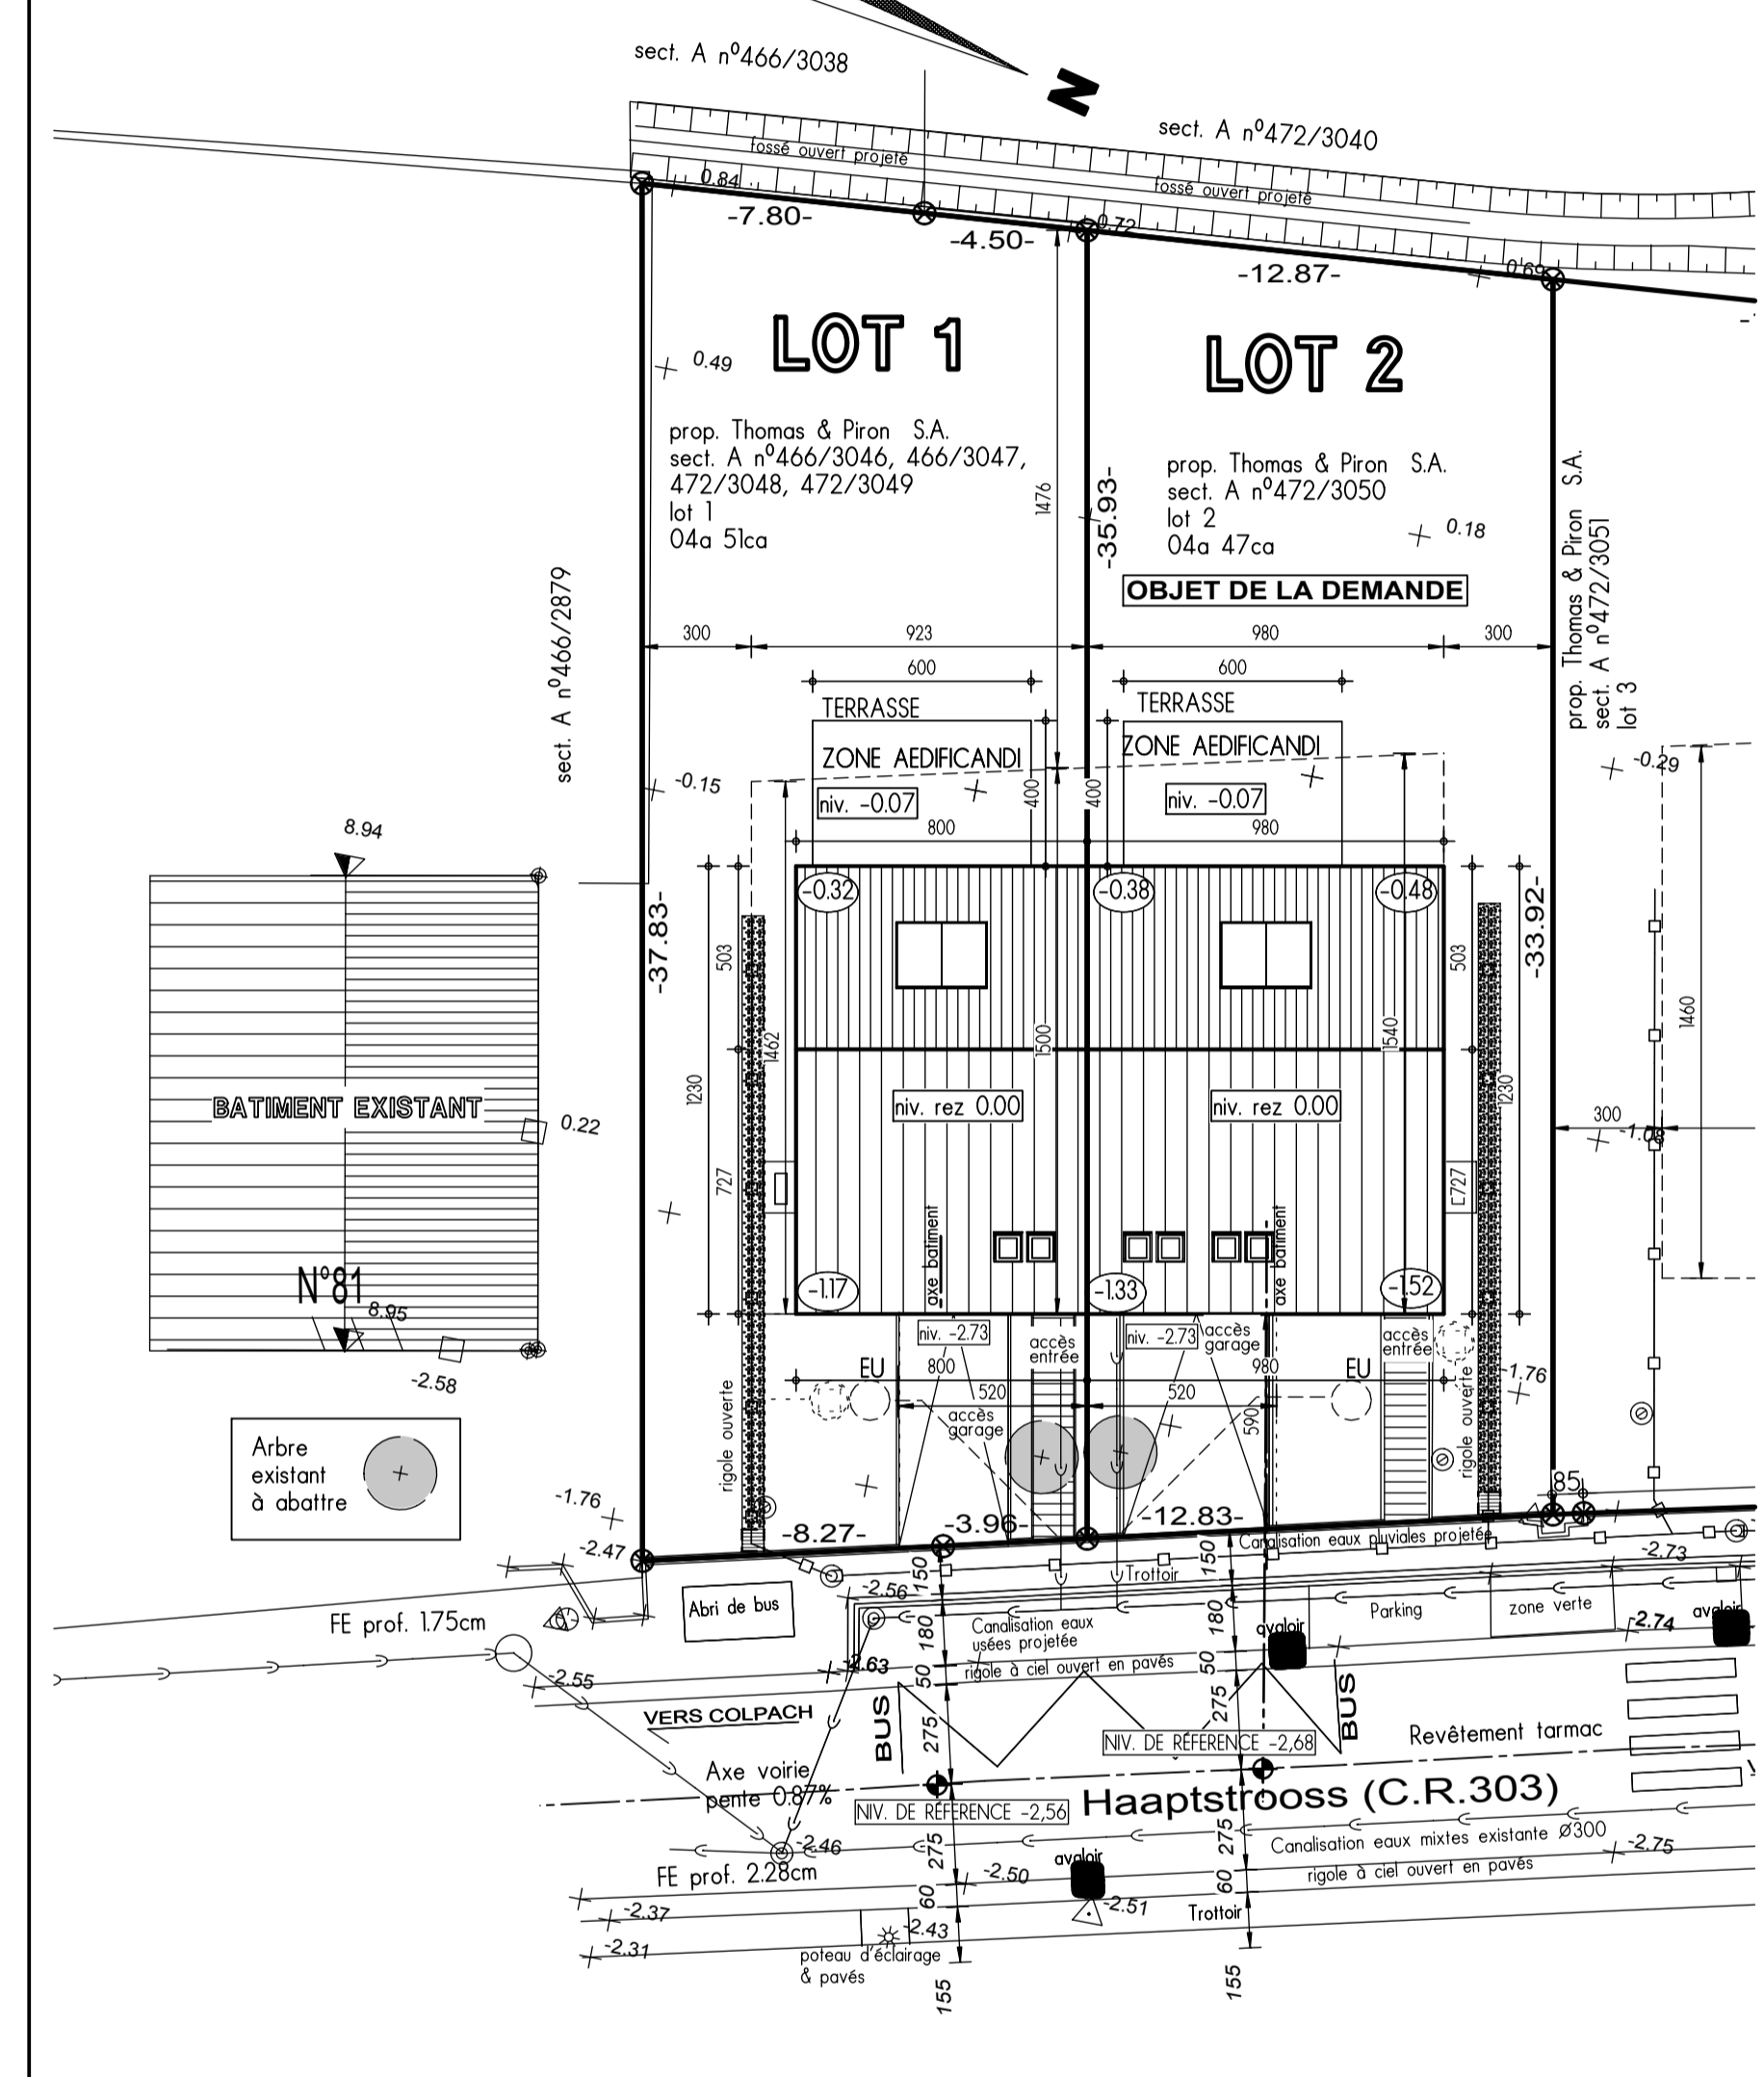 sect. A nº466/3038
N
sect. A nº472/3040
fossé ouvert projeté
fossé ouvert projeté
0.84
-7.80-
-4.50-
0.72
-12.87-
0.69
LOT 1
LOT 2
0.49
prop. Thomas & Piron S.A.
sect. A nº466/3046, 466/3047,
472/3048, 472/3049
lot 1
04a 51ca
1476
-35.93-
prop. Thomas & Piron S.A.
sect. A nº472/3050
lot 2
04a 47ca
0.18
OBJET DE LA DEMANDE
prop. Thomas & Piron S.A.
sect. A nº472/3051
lot 3
sect. A nº466/2879
300
923
980
300
600
600
TERRASSE
TERRASSE
ZONE AEDIFICANDI
ZONE AEDIFICANDI
-0.15
-0.29
niv. -0.07
niv. -0.07
400
400
800
980
8.94
-0.32
-0.38
-0.48
-37.83-
-33.92-
503
503
1462
1500
1540
1460
1230
1230
BATIMENT EXISTANT
0.22
niv. rez 0.00
niv. rez 0.00
300
-1.08
727
727
axe batiment
axe batiment
Nº81
8.95
-2.58
-1.17
-1.33
-1.52
niv. -2.73
accès
entrée
niv. -2.73
accès
garage
accès
entrée
EU
800
980
EU
-1.76
520
520
590
accès
garage
rigole ouverte
rigole ouverte
Arbre
existant
à abattre
-1.76
-2.47
-8.27-
-3.96-
-12.83-
85
150
150
Canalisation eaux pluviales projetée
-2.73
Trottoir
-2.56
Abri de bus
FE prof. 1.75cm
180
180
Canalisation eaux
usées projetée
Parking
zone verte
avaloir
-2.74
avaloir
-2.63
50
50
rigole à ciel ouvert en pavés
-2.55
VERS COLPACH
BUS
BUS
275
275
NIV. DE RÉFERENCE -2,68
Revêtement tarmac
Axe voirie
pente 0.87%
NIV. DE RÉFERENCE -2,56
Haaptstrooss (C.R.303)
-2.46
275
275
Canalisation eaux mixtes existante Ø300
-2.75
FE prof. 2.28cm
avaloir
-2.50
60
60
rigole à ciel ouvert en pavés
-2.51
Trottoir
-2.37
-2.43
-2.31
poteau d'éclairage
& pavés
155
155